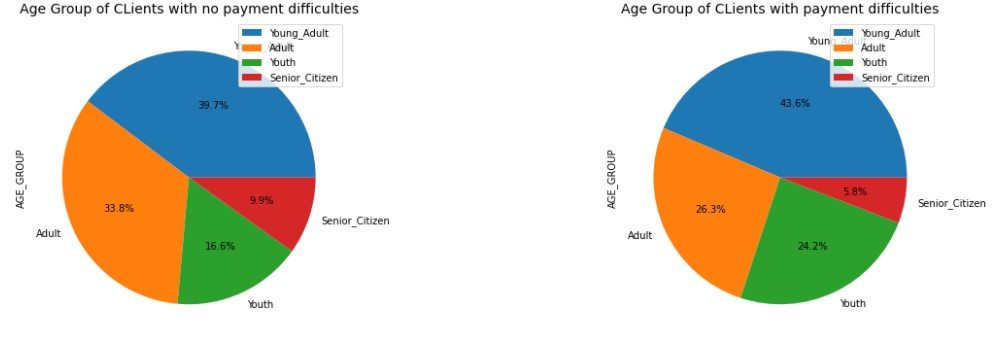 Age Group of CLients with no payment difficulties
Young_Adult
Adult
Youth
Senior_Citizen
39.7%
AGE_GROUP
33.8%
9.9%
16.6%
Adult
Senior_Citizen
Youth
Age Group of CLients with payment difficulties
Young_Adult
Young_Adult
Adult
Youth
Senior_Citizen
43.6%
AGE_GROUP
26.3%
5.8%
24.2%
Adult
Senior_Citizen
Youth